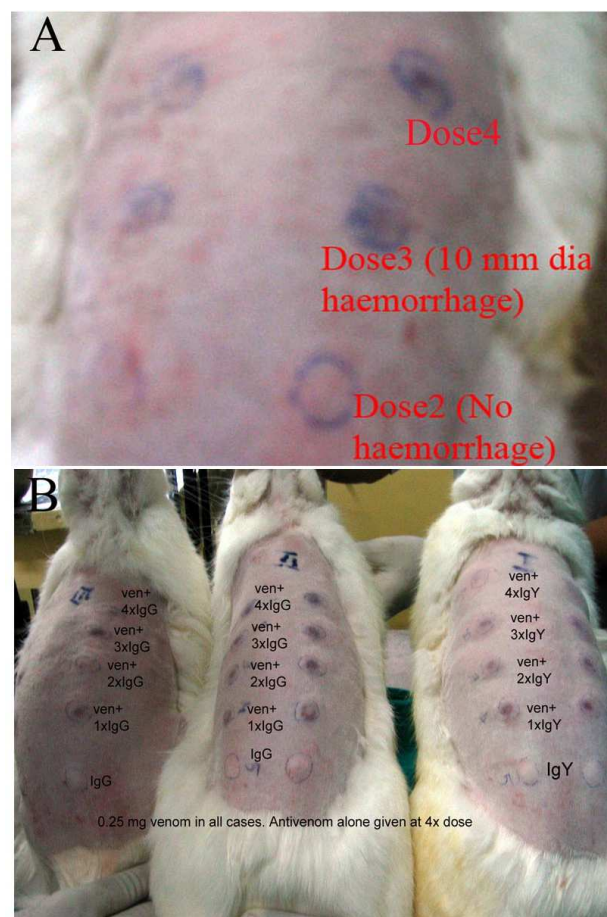 A
Dose4
Dose3 (10 mm dia
haemorrhage)
Dose2 (No
haemorrhage)
B
ven+
4xIgG
ven+
3xIgG
ven+
2xIgG
ven+
1xIgG
IgG
II
ven+
4xIgG
ven+
3xIgG
ven+
2xIgG
ven+
1xIgG
IgG
I
ven+
4xIgY
ven+
3xIgY
ven+
2xIgY
ven+
1xIgY
IgY
0.25 mg venom in all cases. Antivenom alone given at 4x dose